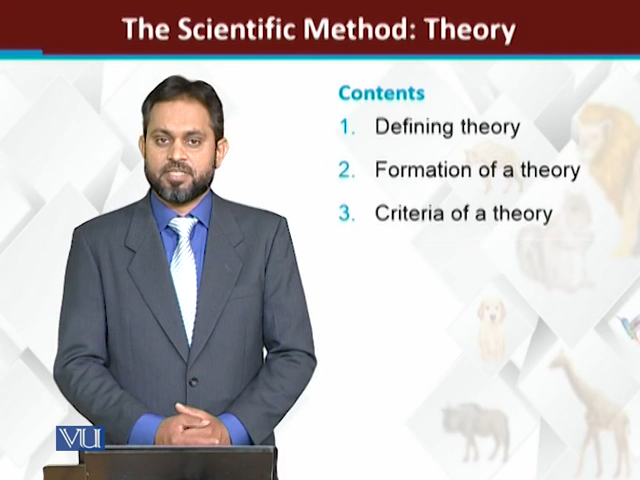 The Scientific Method: Theory
Contents
1. Defining theory
2. Formation of a theory
3. Criteria of a theory
VU